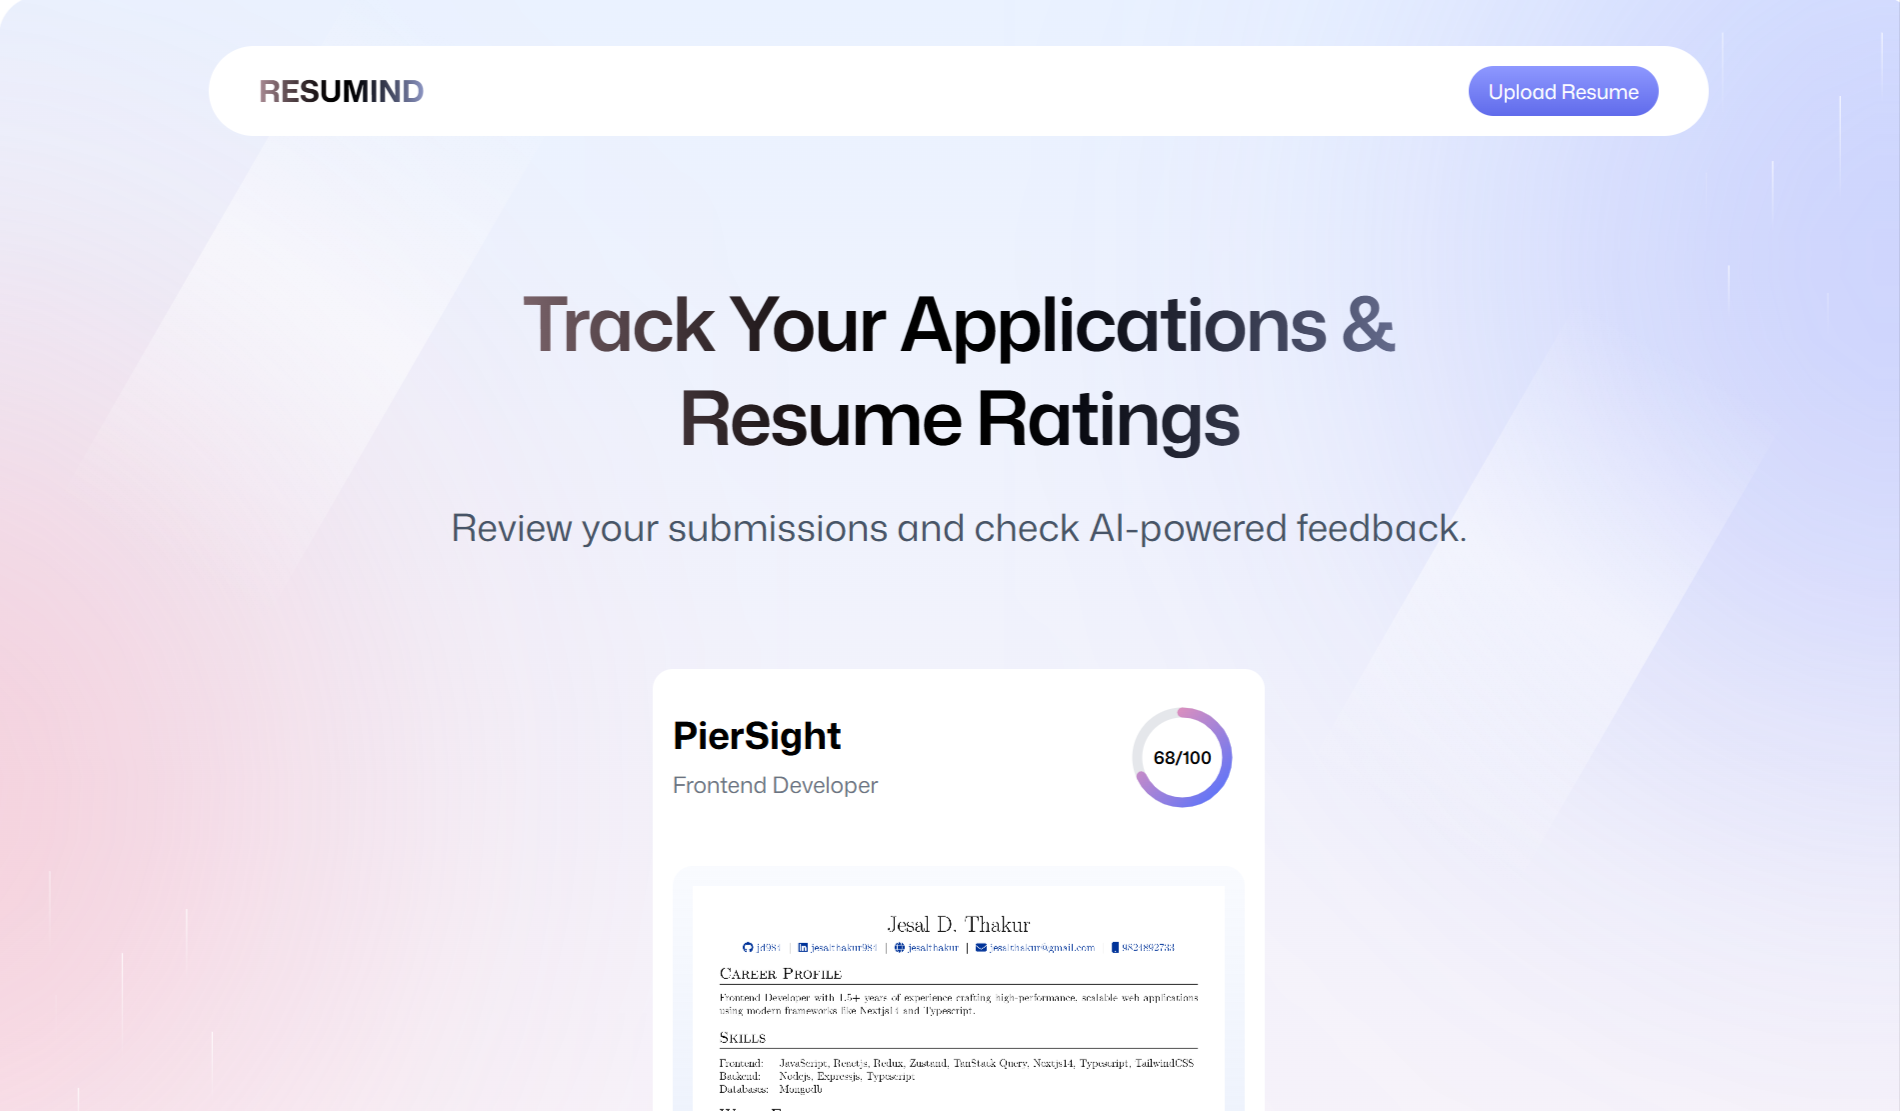 RESUMIND
Upload Resume
Track Your Applications &
Resume Ratings
Review your submissions and check AI-powered feedback.
PierSight
Frontend Developer
68/100
Jesal D. Thakur
jd984 | jesalthakur984 | jesalthakur | jesalthakur@gmail.com 9824892733
CAREER PROFILE
Frontend Developer with 1.5+ years of experience crafting high-performance, scalable web applications
using modern frameworks like Nextjs14 and Typescript.
SKILLS
Frontend: JavaScript, Reactjs, Redux, Zustand, TanStack Query, Nextjs14, Typescript, TailwindCSS
Backend: Nodejs, Expressjs, Typescript
Databases: Mongodb